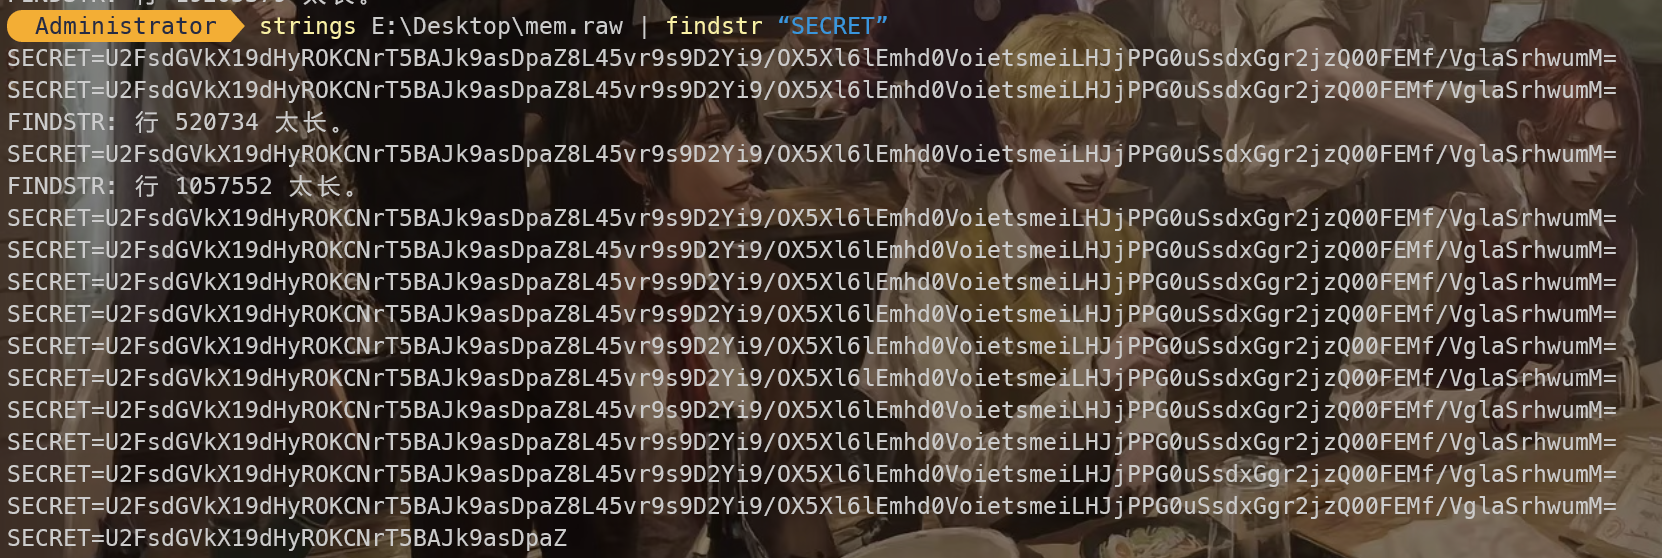 Administrator strings E:\Desktop\mem.raw | findstr “SECRET”
SECRET=U2FsdGVkX19dHyROKCNrT5BAJk9asDpaZ8L45vr9s9D2Yi9/OX5Xl6lEmhd0VoietsmeiLHJjPPG0uSsdxGgr2jzQ00FEMf/VglaSrhwumM=
SECRET=U2FsdGVkX19dHyROKCNrT5BAJk9asDpaZ8L45vr9s9D2Yi9/OX5Xl6lEmhd0VoietsmeiLHJjPPG0uSsdxGgr2jzQ00FEMf/VglaSrhwumM=
FINDSTR: 行 520734 太长。
SECRET=U2FsdGVkX19dHyROKCNrT5BAJk9asDpaZ8L45vr9s9D2Yi9/OX5Xl6lEmhd0VoietsmeiLHJjPPG0uSsdxGgr2jzQ00FEMf/VglaSrhwumM=
FINDSTR: 行 1057552 太长。
SECRET=U2FsdGVkX19dHyROKCNrT5BAJk9asDpaZ8L45vr9s9D2Yi9/OX5Xl6lEmhd0VoietsmeiLHJjPPG0uSsdxGgr2jzQ00FEMf/VglaSrhwumM=
SECRET=U2FsdGVkX19dHyROKCNrT5BAJk9asDpaZ8L45vr9s9D2Yi9/OX5Xl6lEmhd0VoietsmeiLHJjPPG0uSsdxGgr2jzQ00FEMf/VglaSrhwumM=
SECRET=U2FsdGVkX19dHyROKCNrT5BAJk9asDpaZ8L45vr9s9D2Yi9/OX5Xl6lEmhd0VoietsmeiLHJjPPG0uSsdxGgr2jzQ00FEMf/VglaSrhwumM=
SECRET=U2FsdGVkX19dHyROKCNrT5BAJk9asDpaZ8L45vr9s9D2Yi9/OX5Xl6lEmhd0VoietsmeiLHJjPPG0uSsdxGgr2jzQ00FEMf/VglaSrhwumM=
SECRET=U2FsdGVkX19dHyROKCNrT5BAJk9asDpaZ8L45vr9s9D2Yi9/OX5Xl6lEmhd0VoietsmeiLHJjPPG0uSsdxGgr2jzQ00FEMf/VglaSrhwumM=
SECRET=U2FsdGVkX19dHyROKCNrT5BAJk9asDpaZ8L45vr9s9D2Yi9/OX5Xl6lEmhd0VoietsmeiLHJjPPG0uSsdxGgr2jzQ00FEMf/VglaSrhwumM=
SECRET=U2FsdGVkX19dHyROKCNrT5BAJk9asDpaZ8L45vr9s9D2Yi9/OX5Xl6lEmhd0VoietsmeiLHJjPPG0uSsdxGgr2jzQ00FEMf/VglaSrhwumM=
SECRET=U2FsdGVkX19dHyROKCNrT5BAJk9asDpaZ8L45vr9s9D2Yi9/OX5Xl6lEmhd0VoietsmeiLHJjPPG0uSsdxGgr2jzQ00FEMf/VglaSrhwumM=
SECRET=U2FsdGVkX19dHyROKCNrT5BAJk9asDpaZ8L45vr9s9D2Yi9/OX5Xl6lEmhd0VoietsmeiLHJjPPG0uSsdxGgr2jzQ00FEMf/VglaSrhwumM=
SECRET=U2FsdGVkX19dHyROKCNrT5BAJk9asDpaZ8L45vr9s9D2Yi9/OX5Xl6lEmhd0VoietsmeiLHJjPPG0uSsdxGgr2jzQ00FEMf/VglaSrhwumM=
SECRET=U2FsdGVkX19dHyROKCNrT5BAJk9asDpaZ